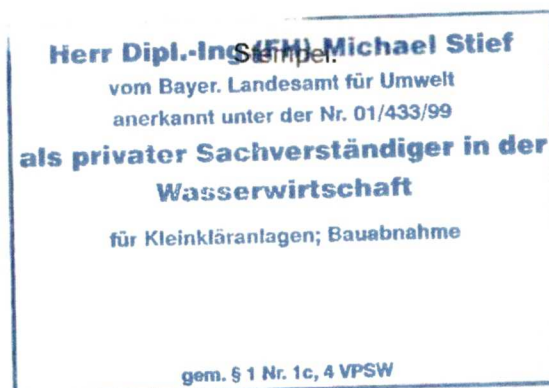 Herr Dipl.-Ing. (FH) Michael Stief
Stempel:
vom Bayer. Landesamt für Umwelt
anerkannt unter der Nr. 01/433/99
als privater Sachverständiger in der
Wasserwirtschaft
für Kleinkläranlagen; Bauabnahme
gem. § 1 Nr. 1c, 4 VPSW